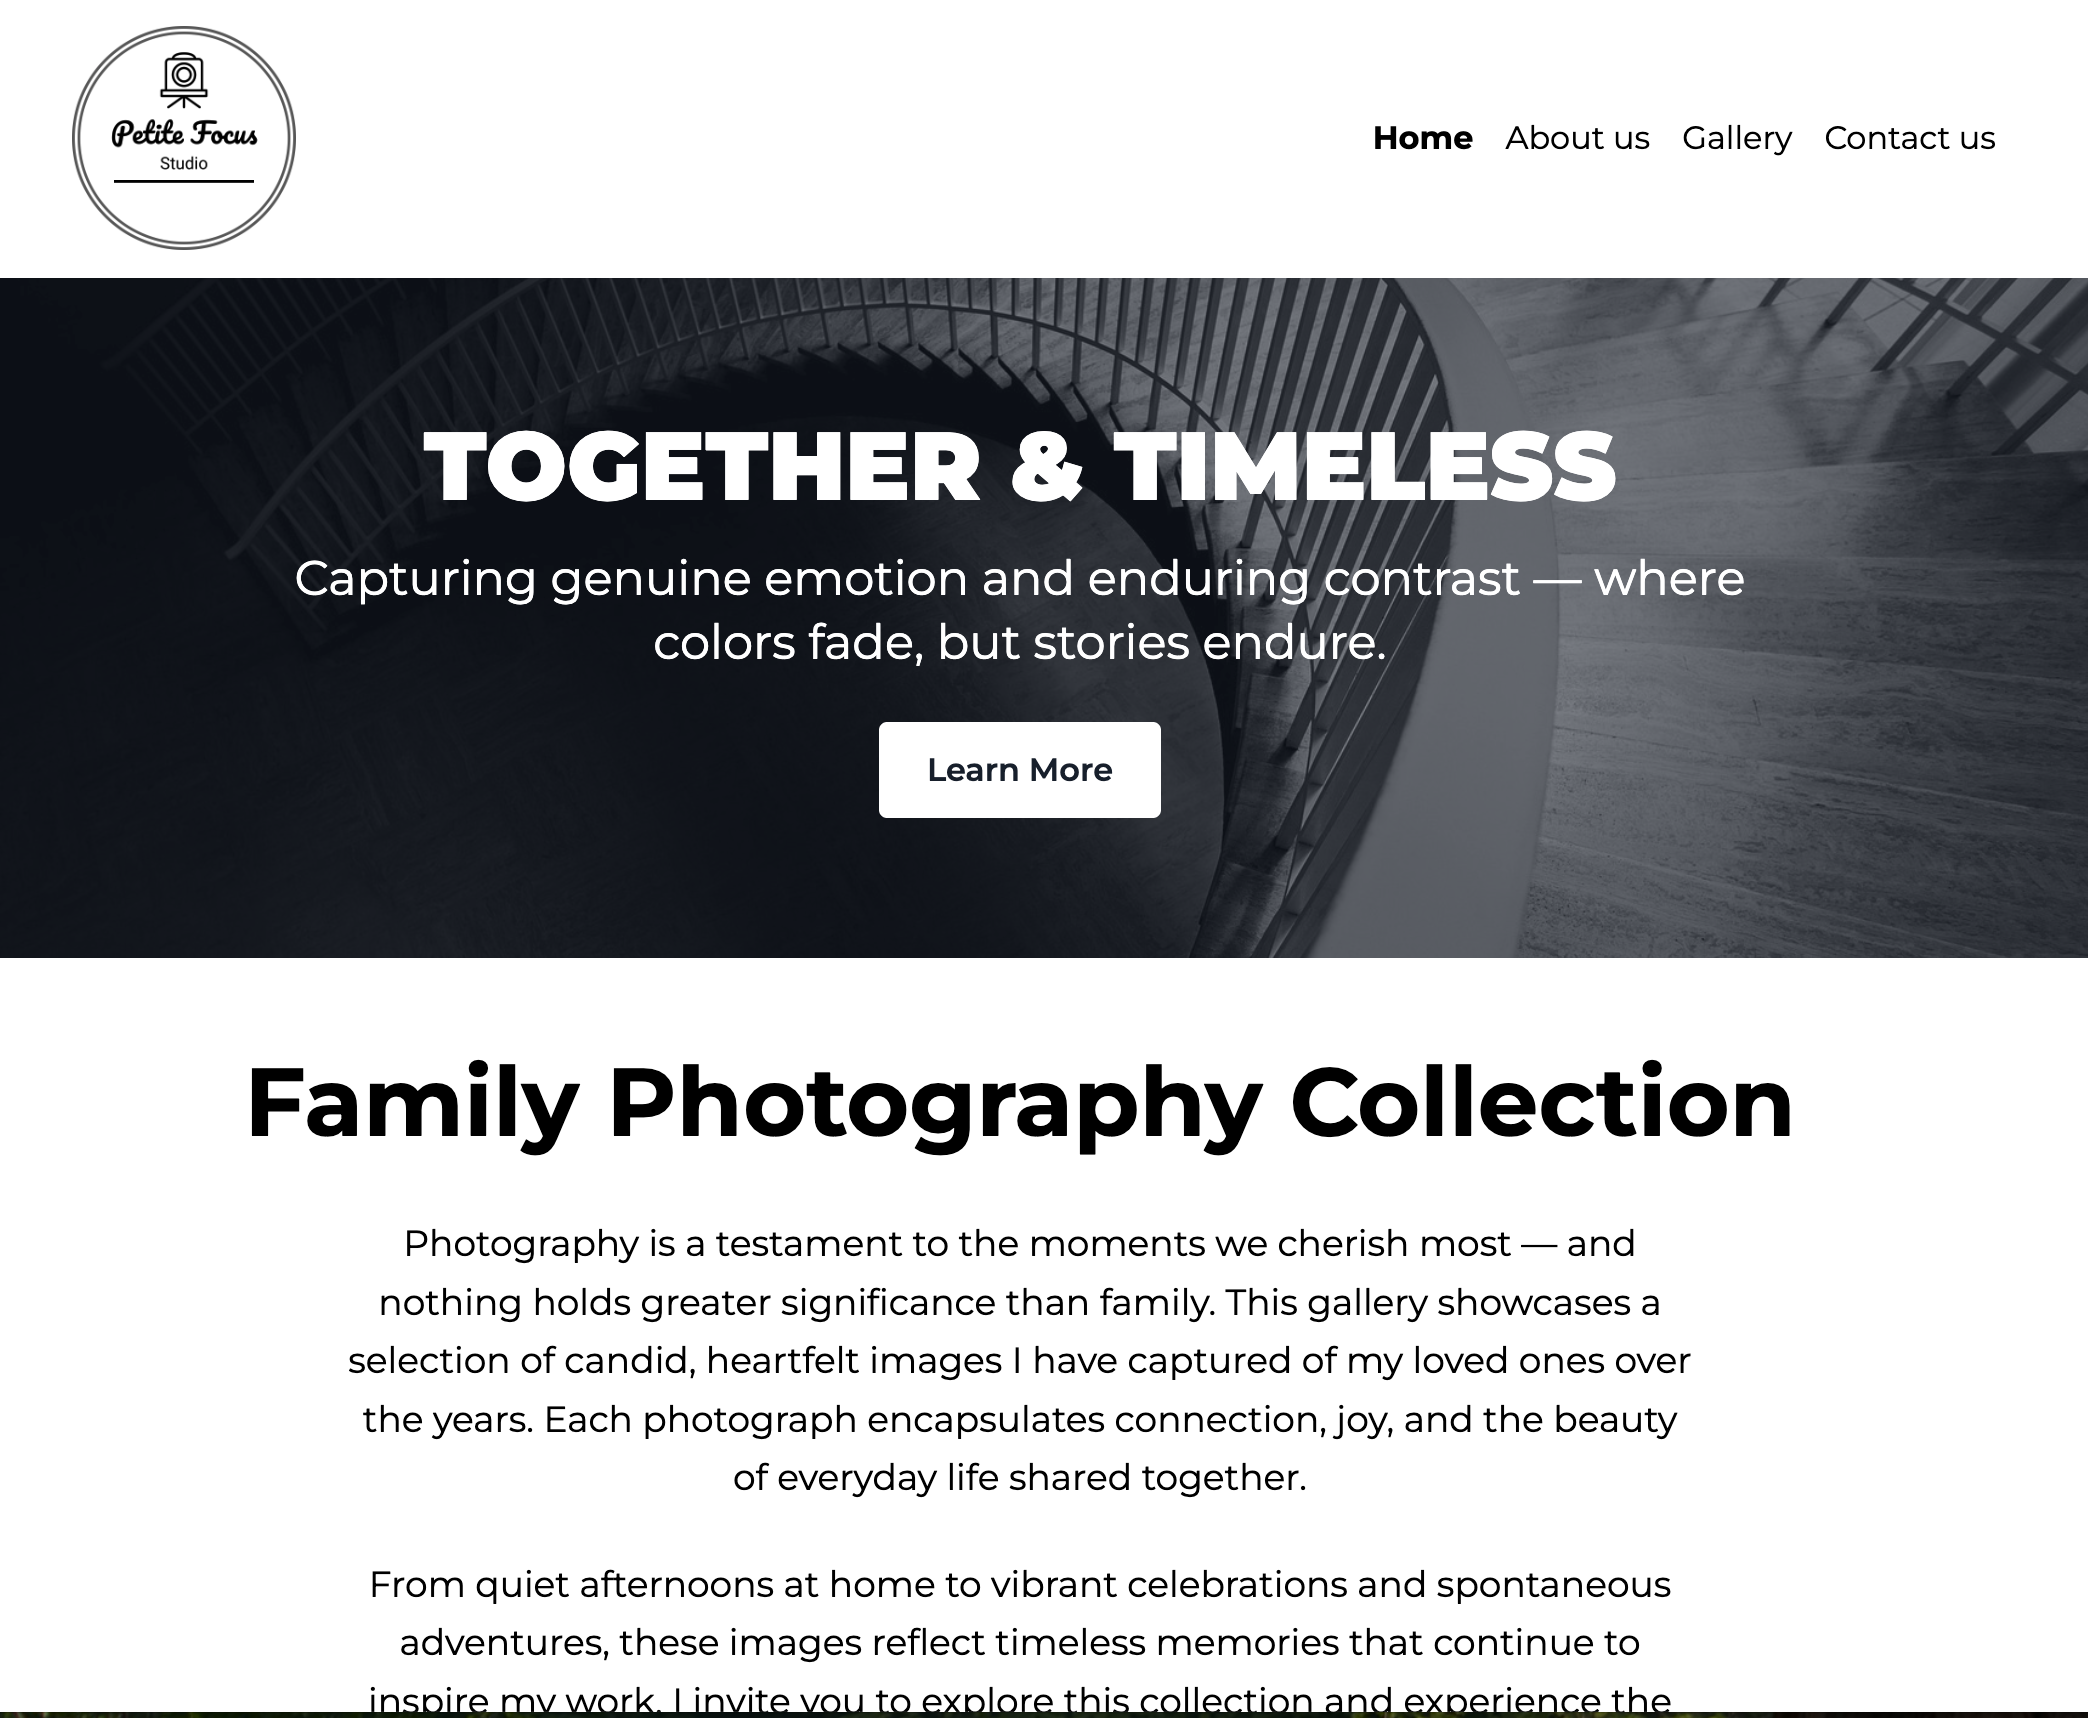 Petite Focus
Studio
Home About us Gallery Contact us
TOGETHER & TIMELESS
Capturing genuine emotion and enduring contrast — where
colors fade, but stories endure.
Learn More
Family Photography Collection
Photography is a testament to the moments we cherish most — and
nothing holds greater significance than family. This gallery showcases a
selection of candid, heartfelt images I have captured of my loved ones over
the years. Each photograph encapsulates connection, joy, and the beauty
of everyday life shared together.
From quiet afternoons at home to vibrant celebrations and spontaneous
adventures, these images reflect timeless memories that continue to
inspire my work. I invite you to explore this collection and experience the